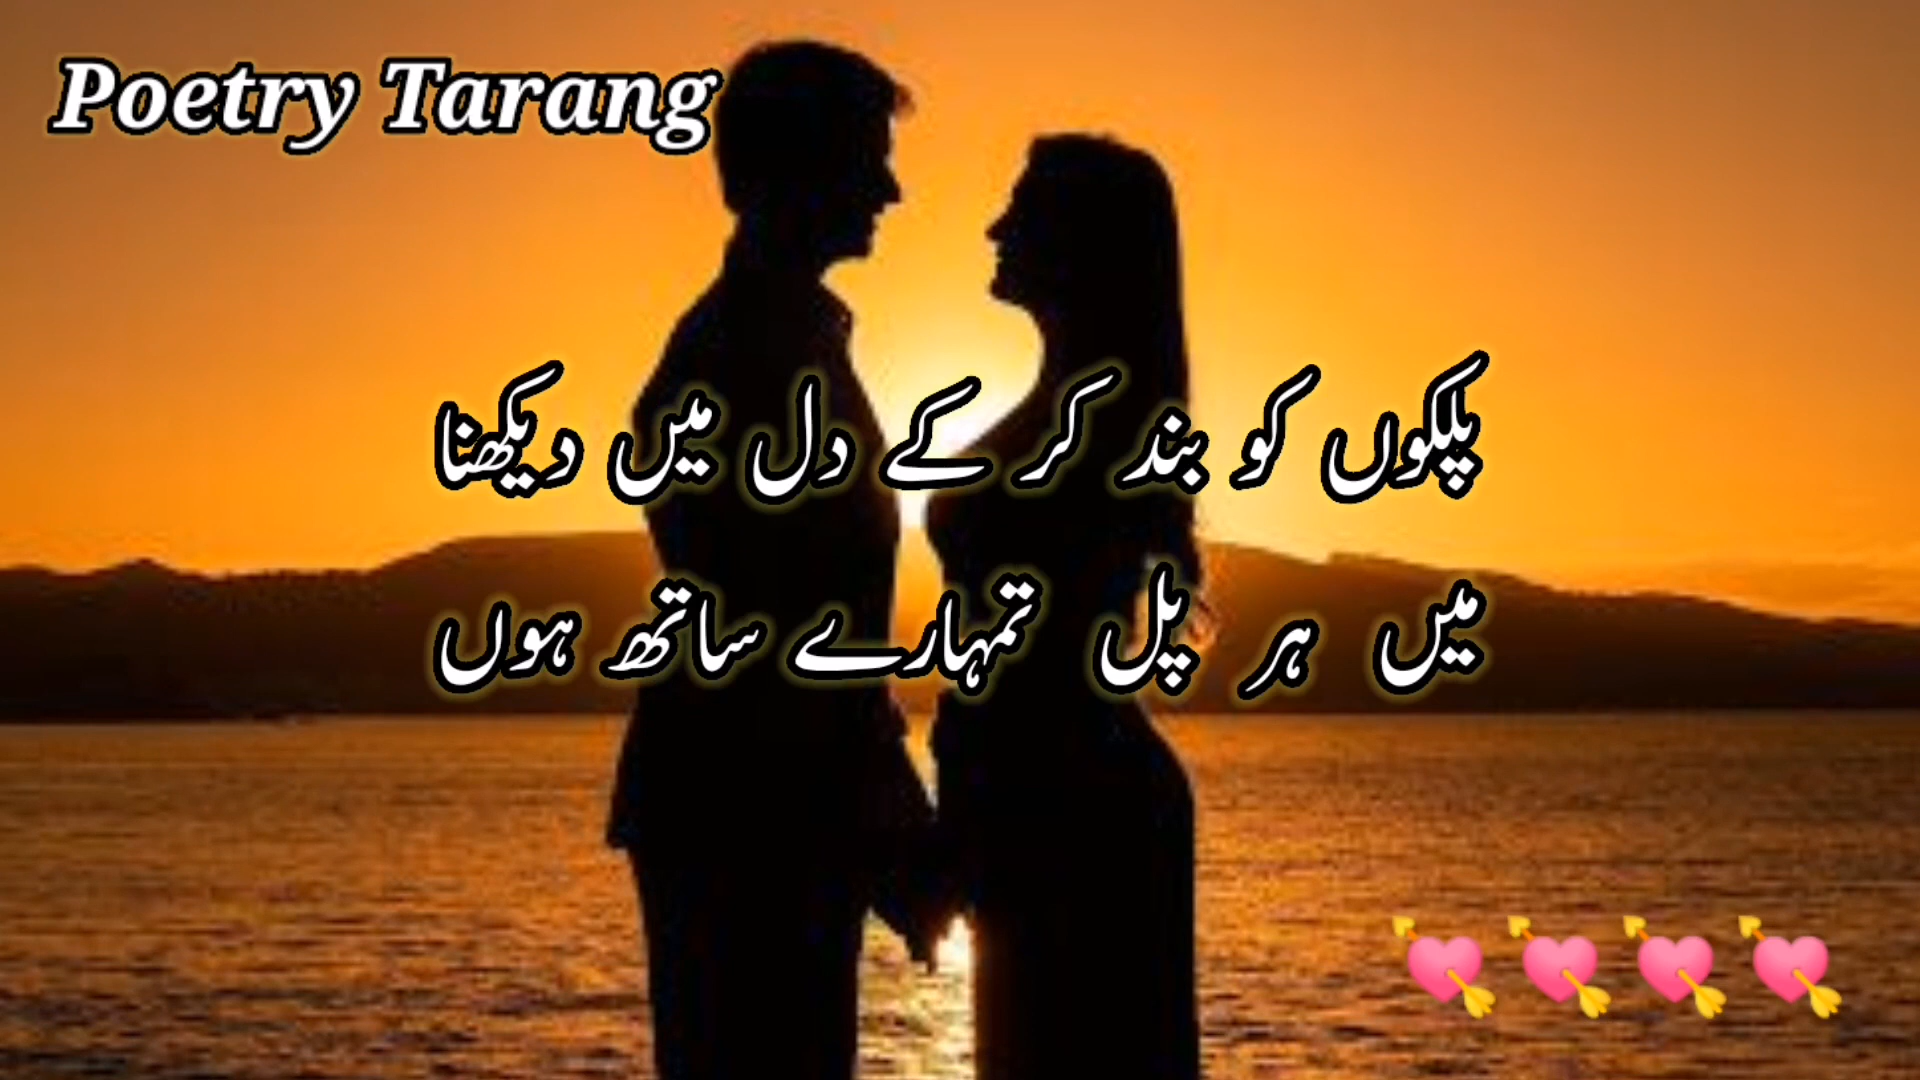 Poetry Tarang
پلکوں کو بند کر کے دل میں دیکھنا
میں ہر پل تمہارے ساتھ ہوں